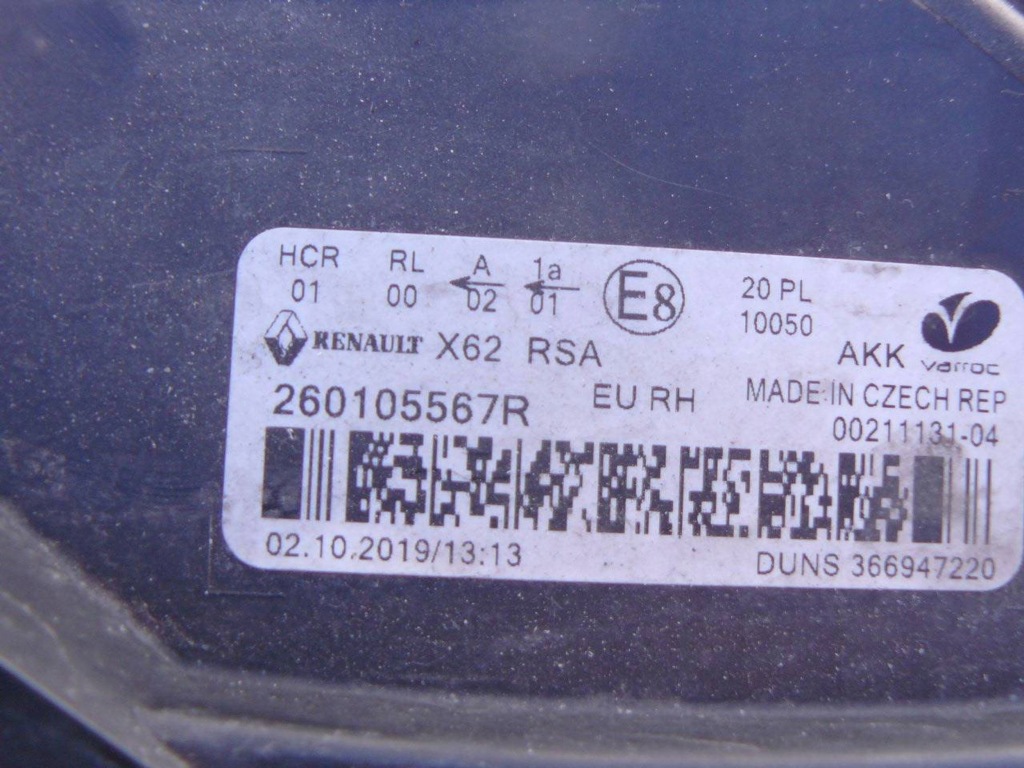 HCR RL A 1a
01 00 02 01
E8
20 PL
10050
RENAULT X62 RSA
AKK varroc
260105567R EU RH MADE IN CZECH REP
00211131-04
02.10.2019/13:13 DUNS 366947220